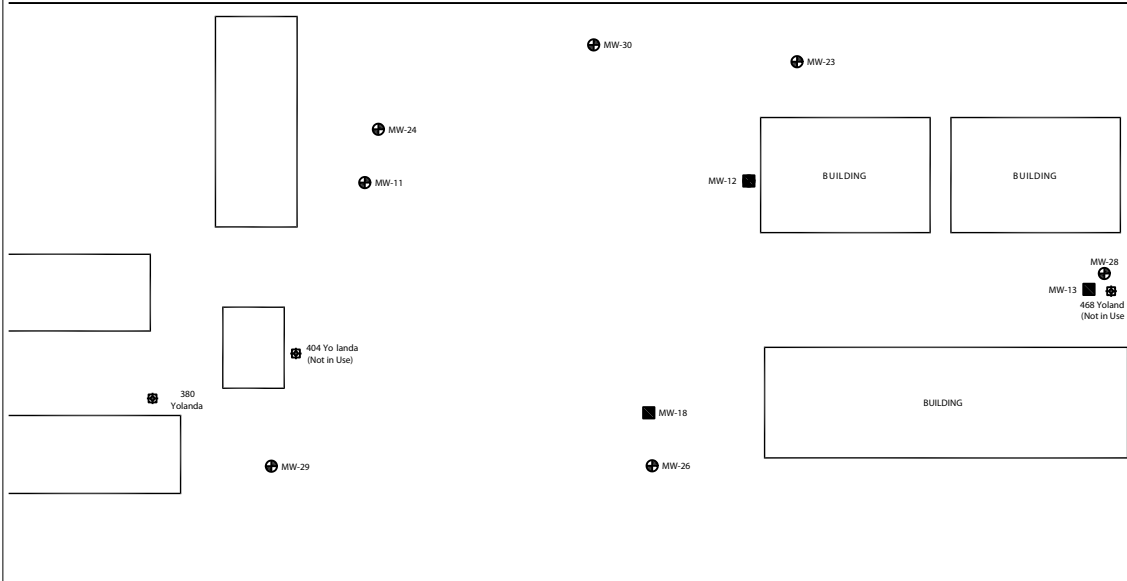 MW-30
MW-23
MW-24
MW-11
MW-12
BUILDING
BUILDING
MW-28
MW-13
468 Yoland
(Not in Use
404 Yo landa
(Not in Use)
380
Yolanda
BUILDING
MW-18
MW-29
MW-26